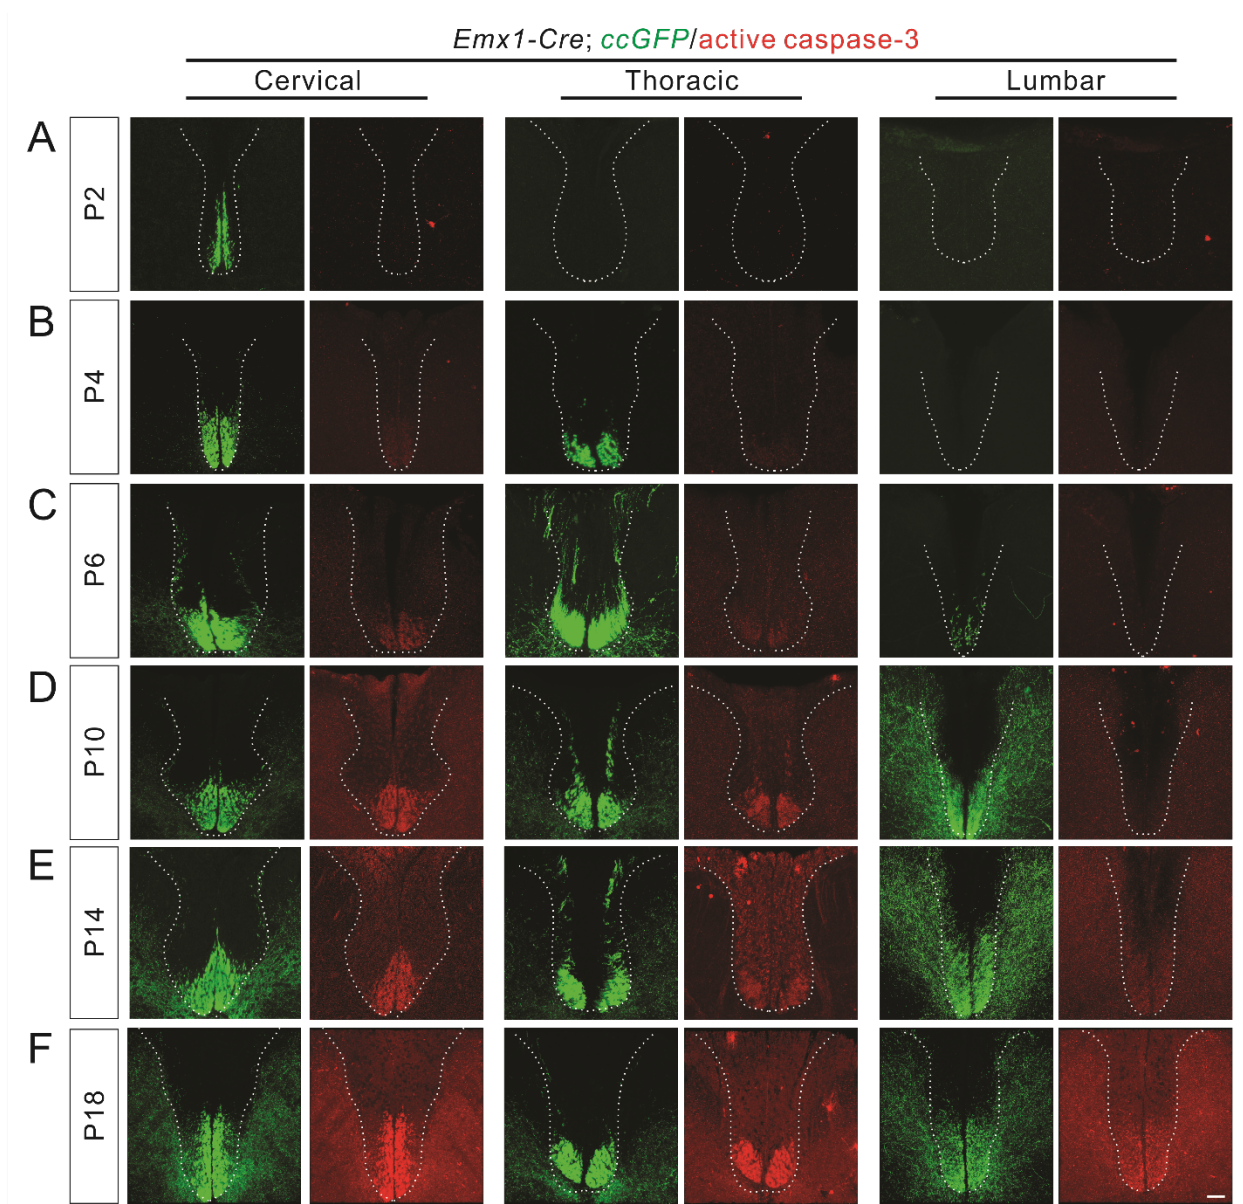 Emx1-Cre; ccGFP/active caspase-3
Cervical Thoracic Lumbar
A P2
B P4
C P6
D P10
E P14
F P18